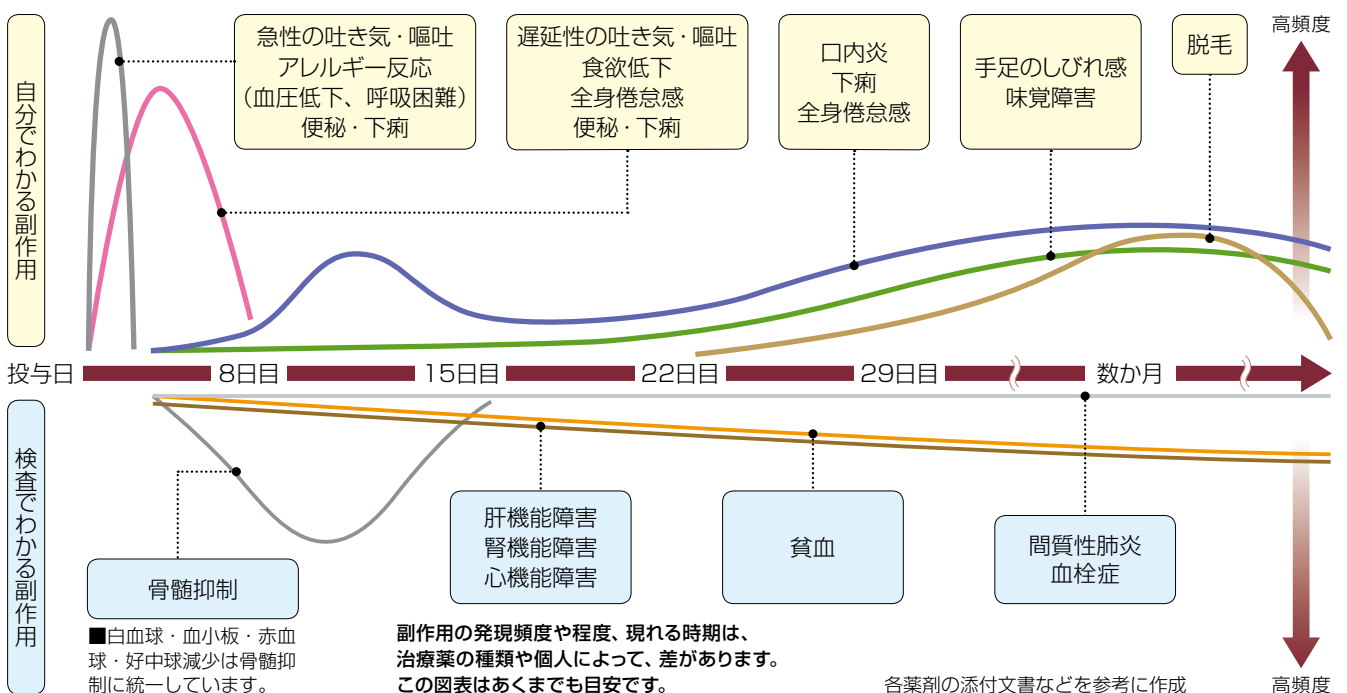 自分でわかる副作用
急性の吐き気・嘔吐
アレルギー反応
（血圧低下、呼吸困難）
便秘・下痢
遅延性の吐き気・嘔吐
食欲低下
全身倦怠感
便秘・下痢
口内炎
下痢
全身倦怠感
手足のしびれ感
味覚障害
脱毛
高頻度
投与日
8日目
15日目
22日目
29日目
数か月
検査でわかる副作用
骨髄抑制
■白血球・血小板・赤血
球・好中球減少は骨髄抑
制に統一しています。
肝機能障害
腎機能障害
心機能障害
貧血
間質性肺炎
血栓症
副作用の発現頻度や程度、現れる時期は、
治療薬の種類や個人によって、差があります。
この図表はあくまでも目安です。
各薬剤の添付文書などを参考に作成
高頻度